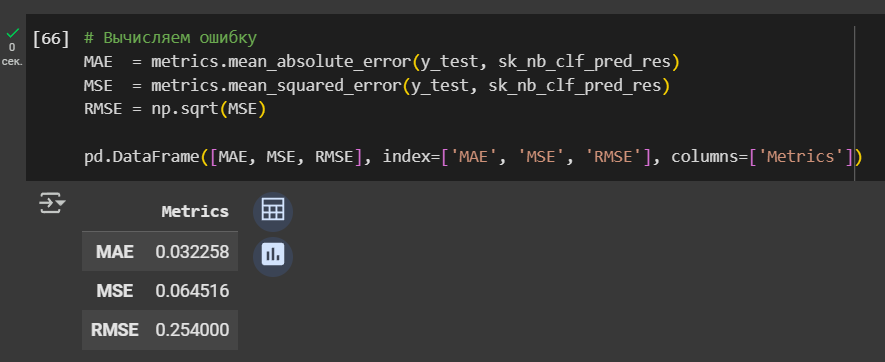 [66] # Вычисляем ошибку
0
сек.
MAE  = metrics.mean_absolute_error(y_test, sk_nb_clf_pred_res)
MSE  = metrics.mean_squared_error(y_test, sk_nb_clf_pred_res)
RMSE = np.sqrt(MSE)
pd.DataFrame([MAE, MSE, RMSE], index=['MAE', 'MSE', 'RMSE'], columns=['Metrics'])
Metrics
MAE 0.032258
MSE 0.064516
RMSE 0.254000